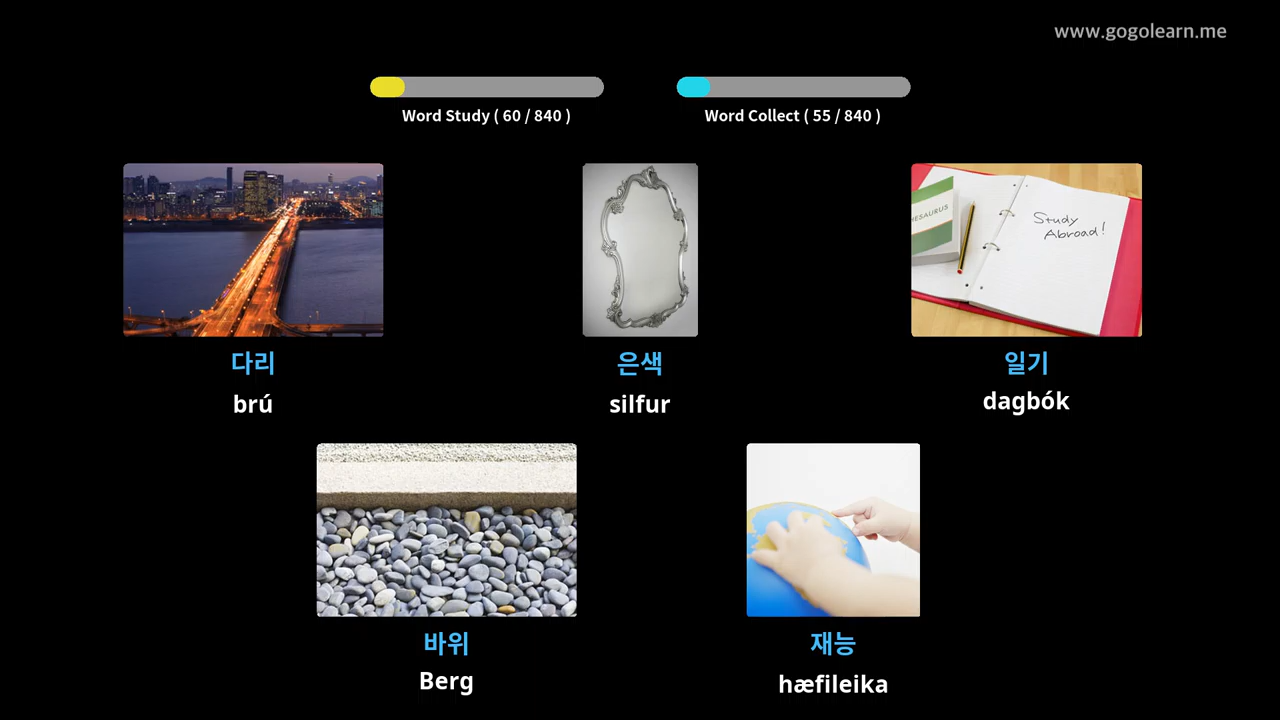 www.gogolearn.me
Word Study ( 60 / 840 )
Word Collect ( 55 / 840 )
ESAURUS
Study
Abroad!
다리
은색
일기
brú
silfur
dagbók
바위
재능
Berg
hæfileika